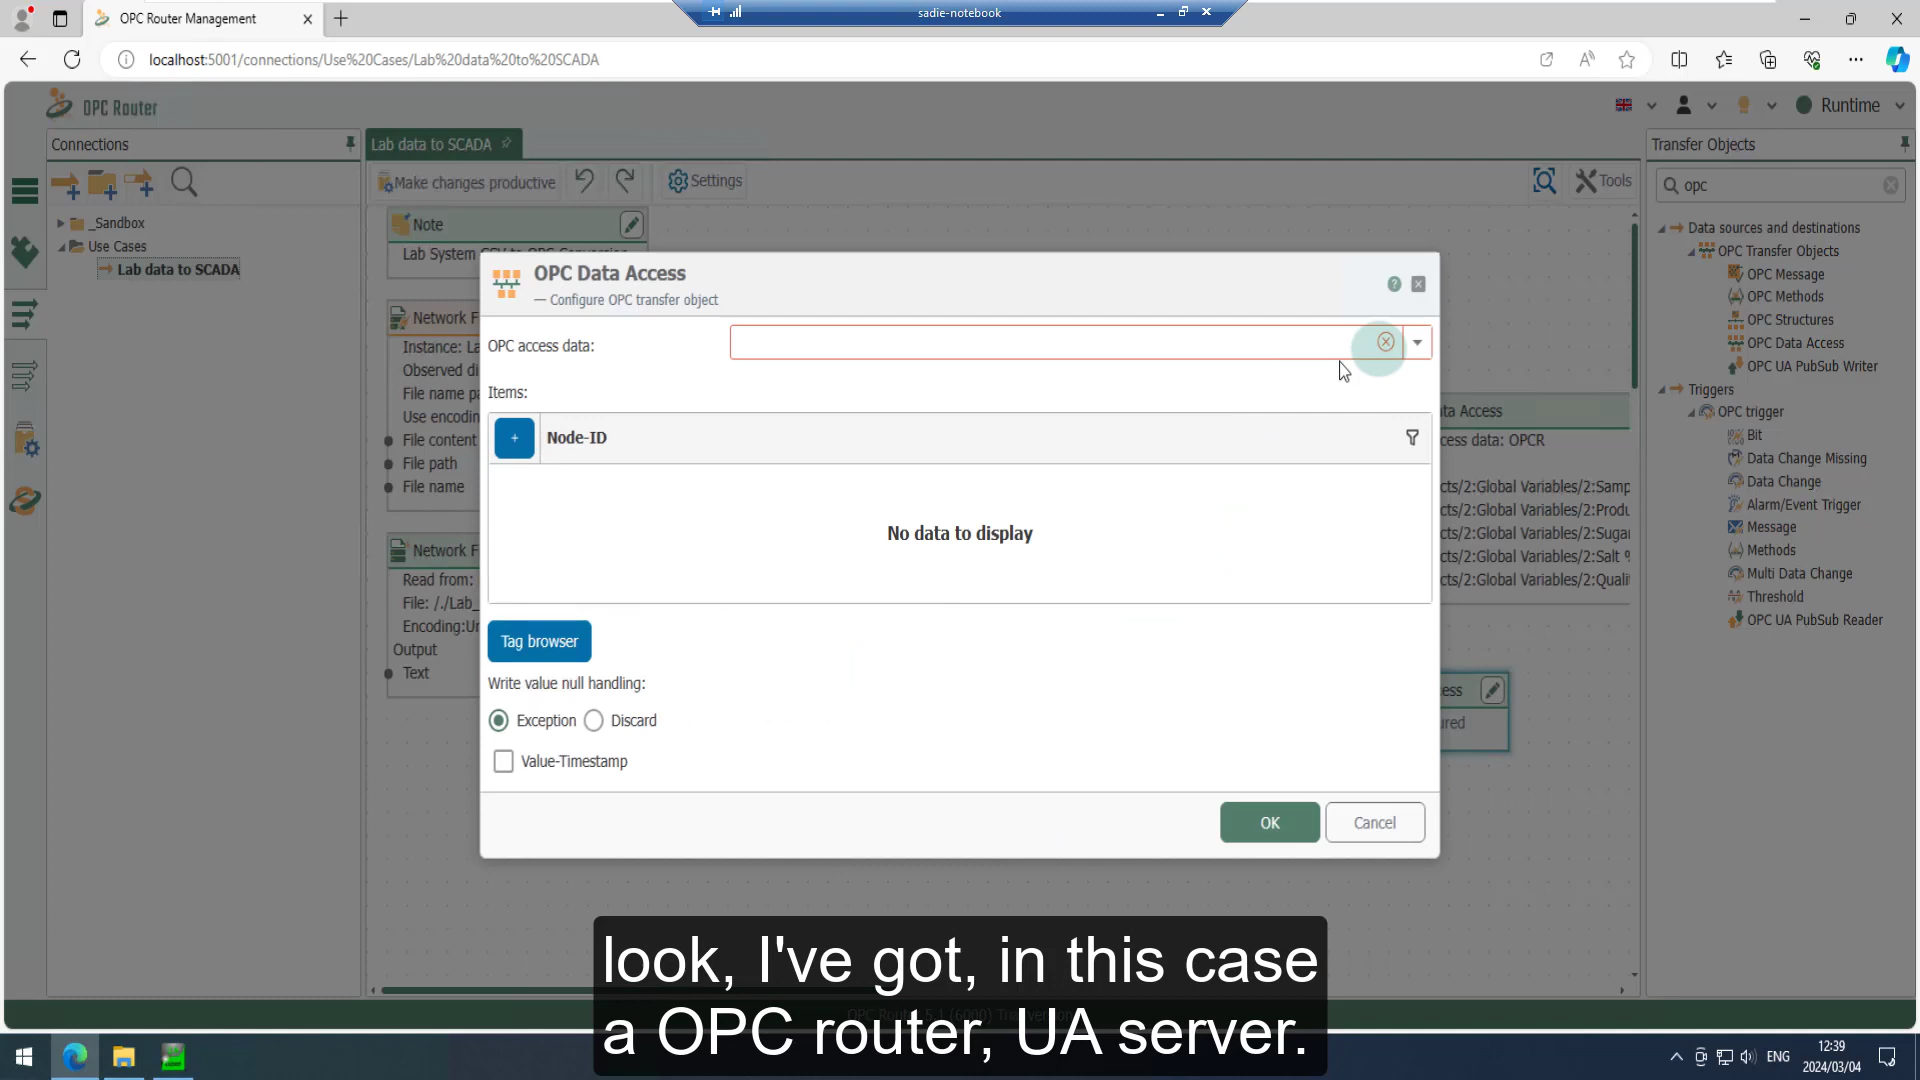 OPC Router Management
sadie-notebook
localhost:5001/connections/Use%20Cases/Lab%20data%20to%20SCADA
OPC Router
Runtime
Connections
Lab data to SCADA
Transfer Objects
Make changes productive
Settings
Tools
opc
_Sandbox
Use Cases
Lab data to SCADA
Note
Network F
Instance: La
Observed di
File name pa
Use encodin
File content
File path
File name
Network F
Read from:
File: /./Lab_
Encoding:Un
Output
Text
OPC Data Access
— Configure OPC transfer object
OPC access data:
Items:
+
Node-ID
No data to display
Tag browser
Write value null handling:
Exception
Discard
Value-Timestamp
OK
Cancel
ta Access
cess data: OPCR
cts/2:Global Variables/2:Samp
cts/2:Global Variables/2:Produ
cts/2:Global Variables/2:Sugar
cts/2:Global Variables/2:Salt %
cts/2:Global Variables/2:Quali
ess
ured
Data sources and destinations
OPC Transfer Objects
OPC Message
OPC Methods
OPC Structures
OPC Data Access
OPC UA PubSub Writer
Triggers
OPC trigger
Bit
Data Change Missing
Data Change
Alarm/Event Trigger
Message
Methods
Multi Data Change
Threshold
OPC UA PubSub Reader
look, I've got, in this case
a OPC router, UA server.
ENG
12:39
2024/03/04